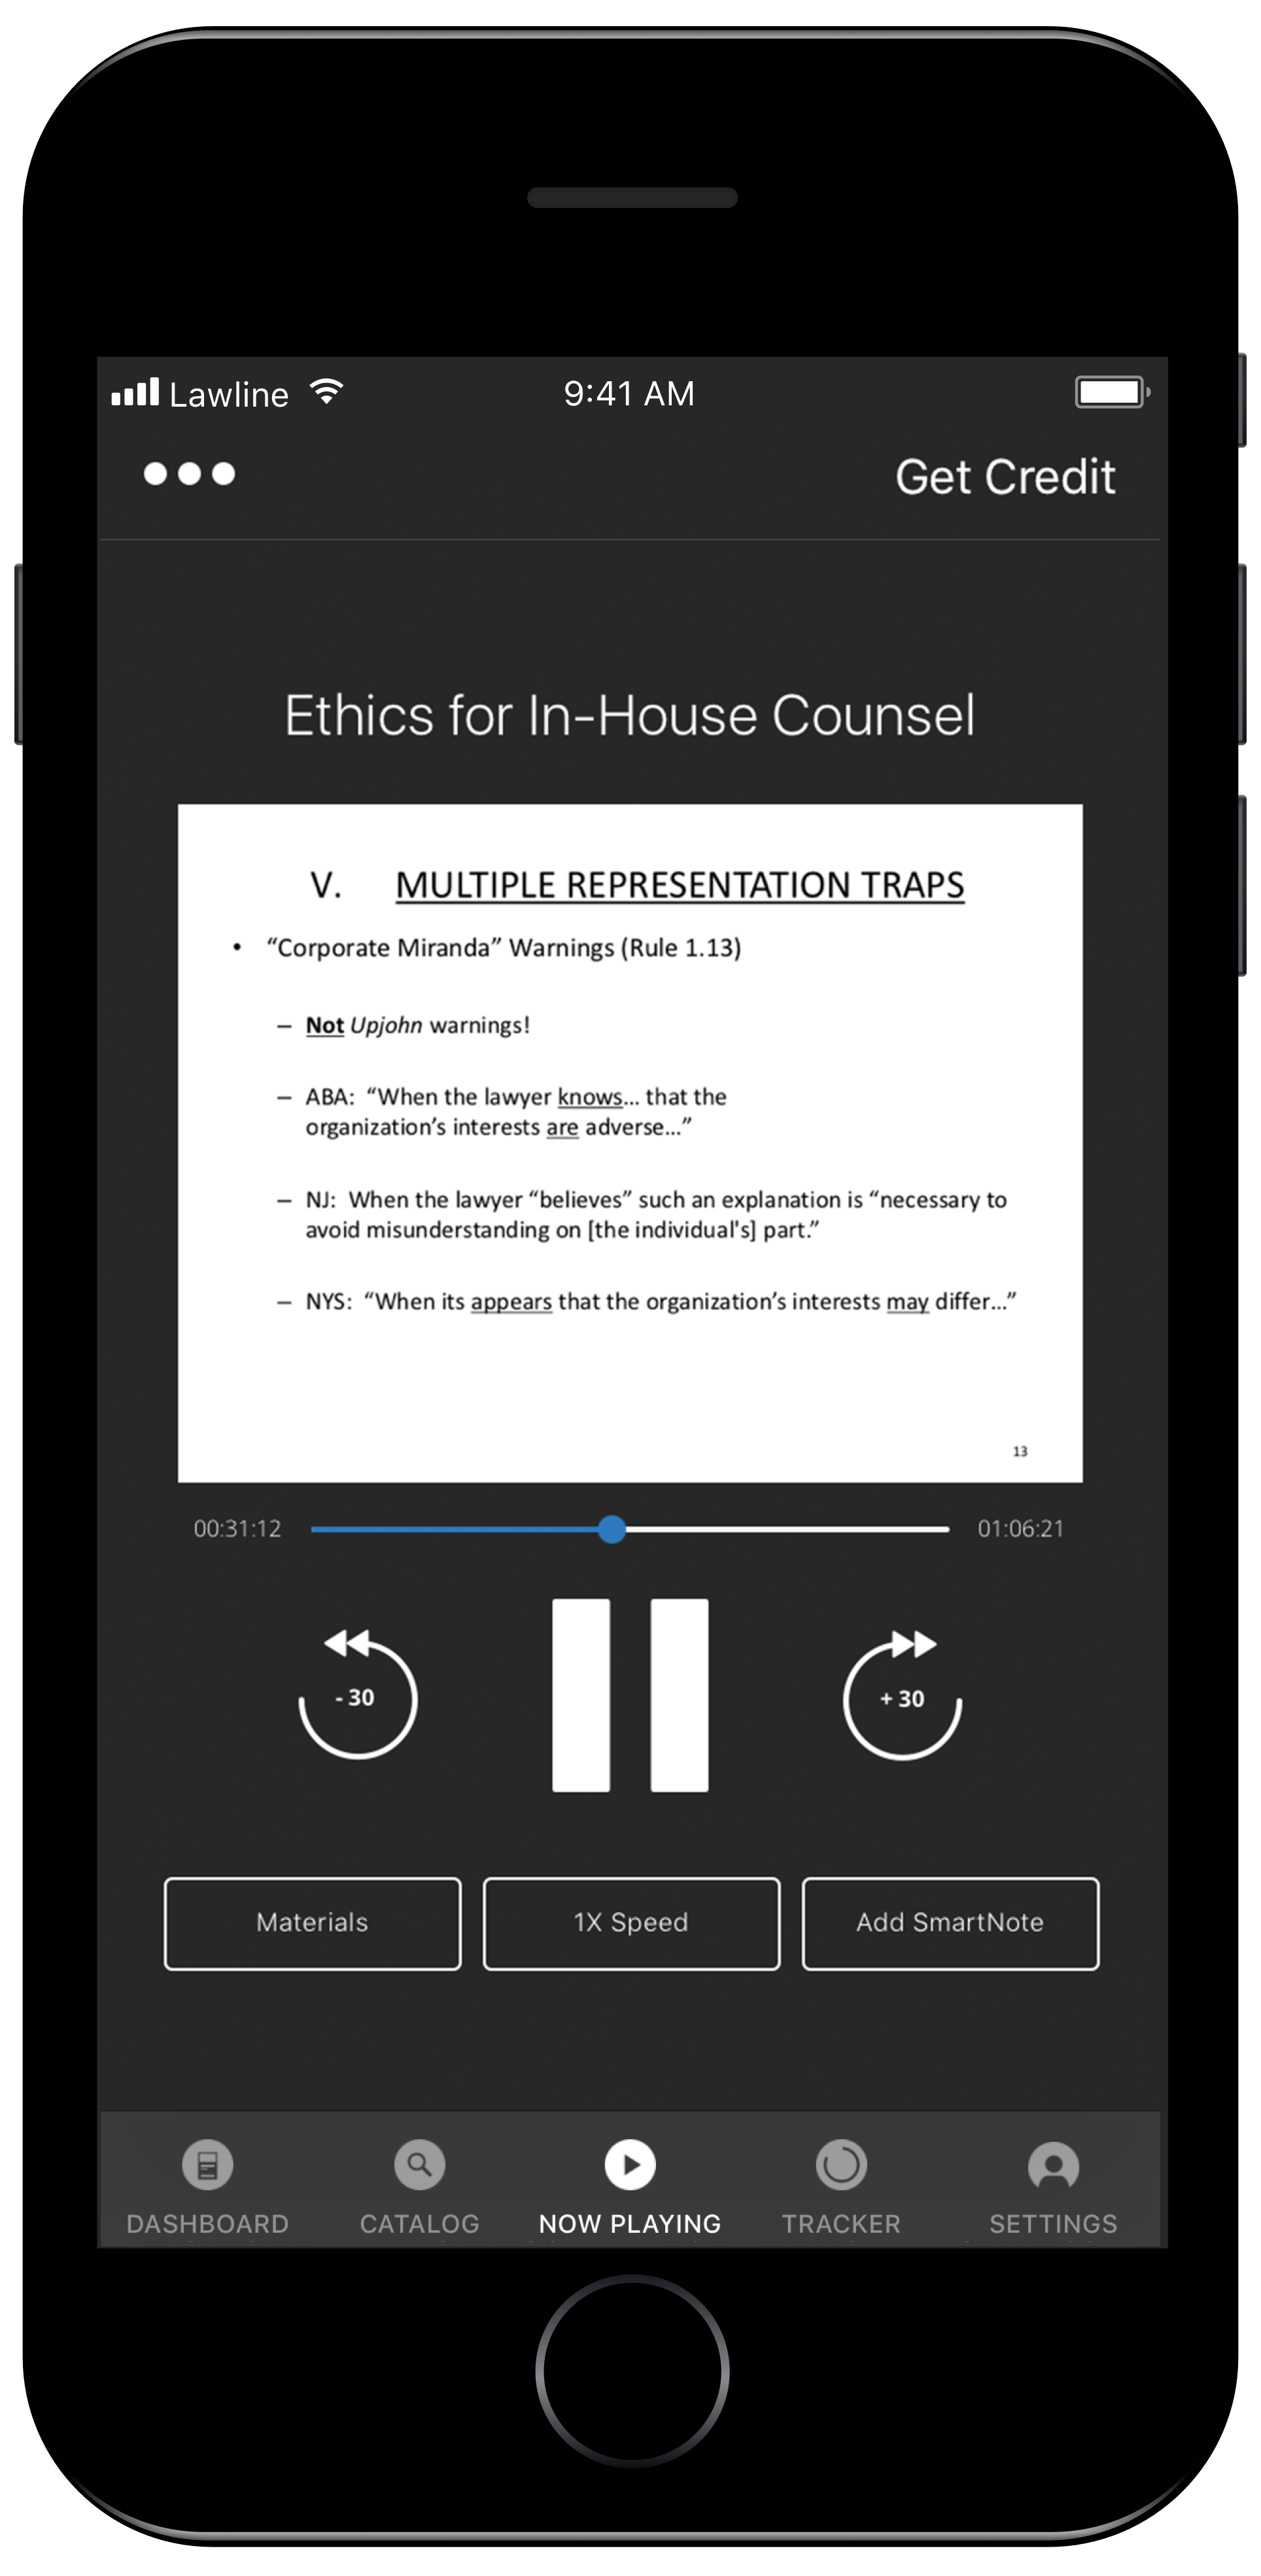 Lawline
9:41 AM
Get Credit
Ethics for In-House Counsel
V. MULTIPLE REPRESENTATION TRAPS
• “Corporate Miranda” Warnings (Rule 1.13)
– Not Upjohn warnings!
– ABA: “When the lawyer knows... that the
organization’s interests are adverse...”
– NJ: When the lawyer “believes” such an explanation is “necessary to
avoid misunderstanding on [the individual's] part.”
– NYS: “When its appears that the organization’s interests may differ...”
13
00:31:12
01:06:21
- 30
+ 30
Materials
1X Speed
Add SmartNote
DASHBOARD
CATALOG
NOW PLAYING
TRACKER
SETTINGS